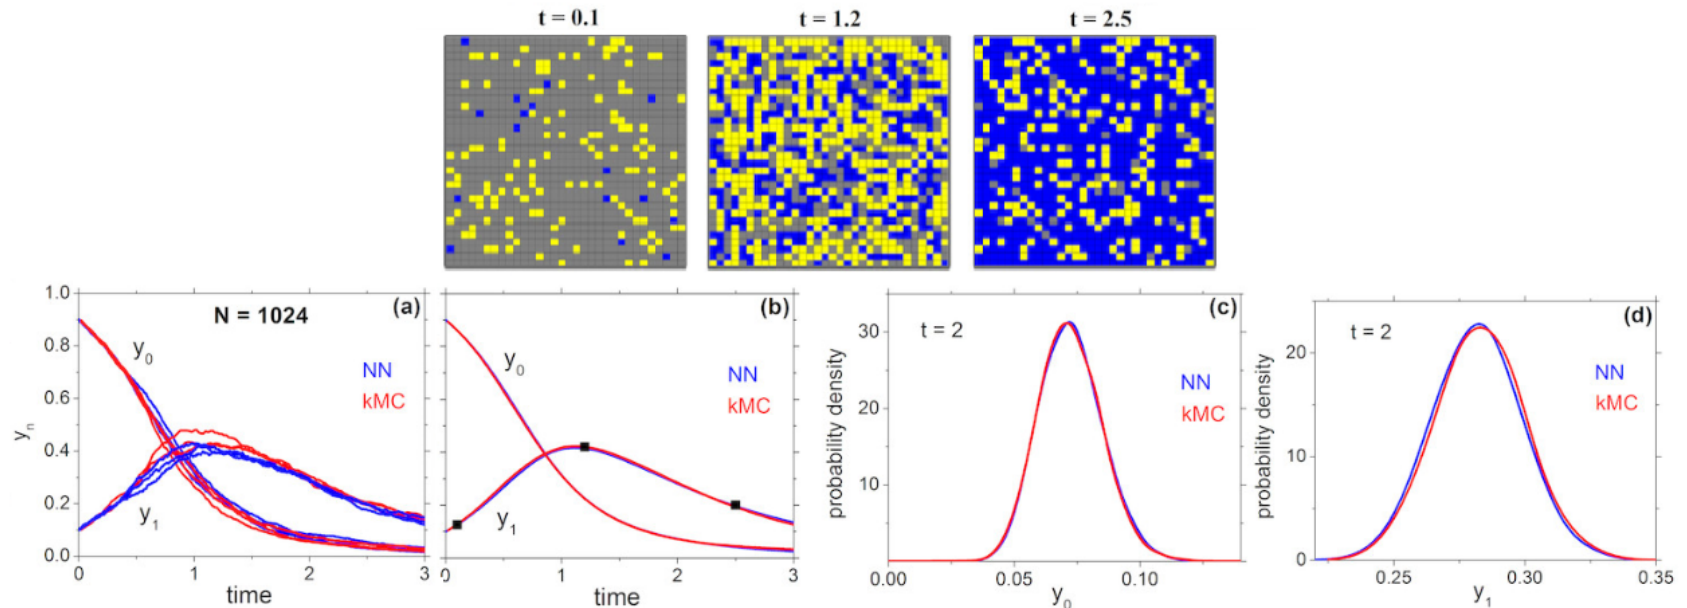 t = 0.1
t = 1.2
t = 2.5
(a)
N = 1024
y0
y1
NN
kMC
yn
1.0
0.8
0.6
0.4
0.2
0.0
0
1
2
3
time
(b)
y0
y1
NN
kMC
0
1
2
3
time
(c)
t = 2
NN
kMC
probability density
30
20
10
0.00
0.05
0.10
y0
(d)
t = 2
NN
kMC
probability density
20
10
0
0.25
0.30
0.35
y1